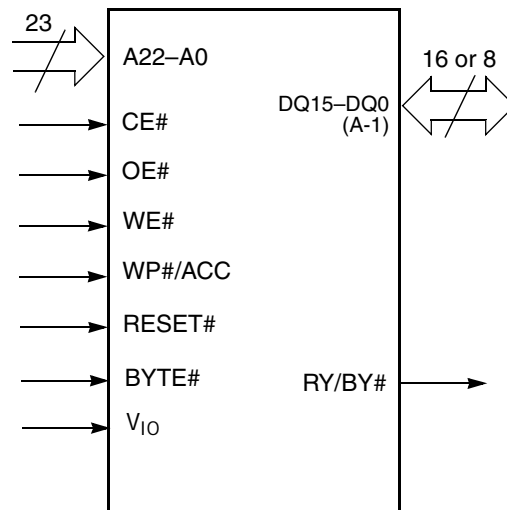 23
A22–A0
16 or 8
DQ15–DQ0
(A-1)
CE#
OE#
WE#
WP#/ACC
RESET#
BYTE#
RY/BY#
VIO